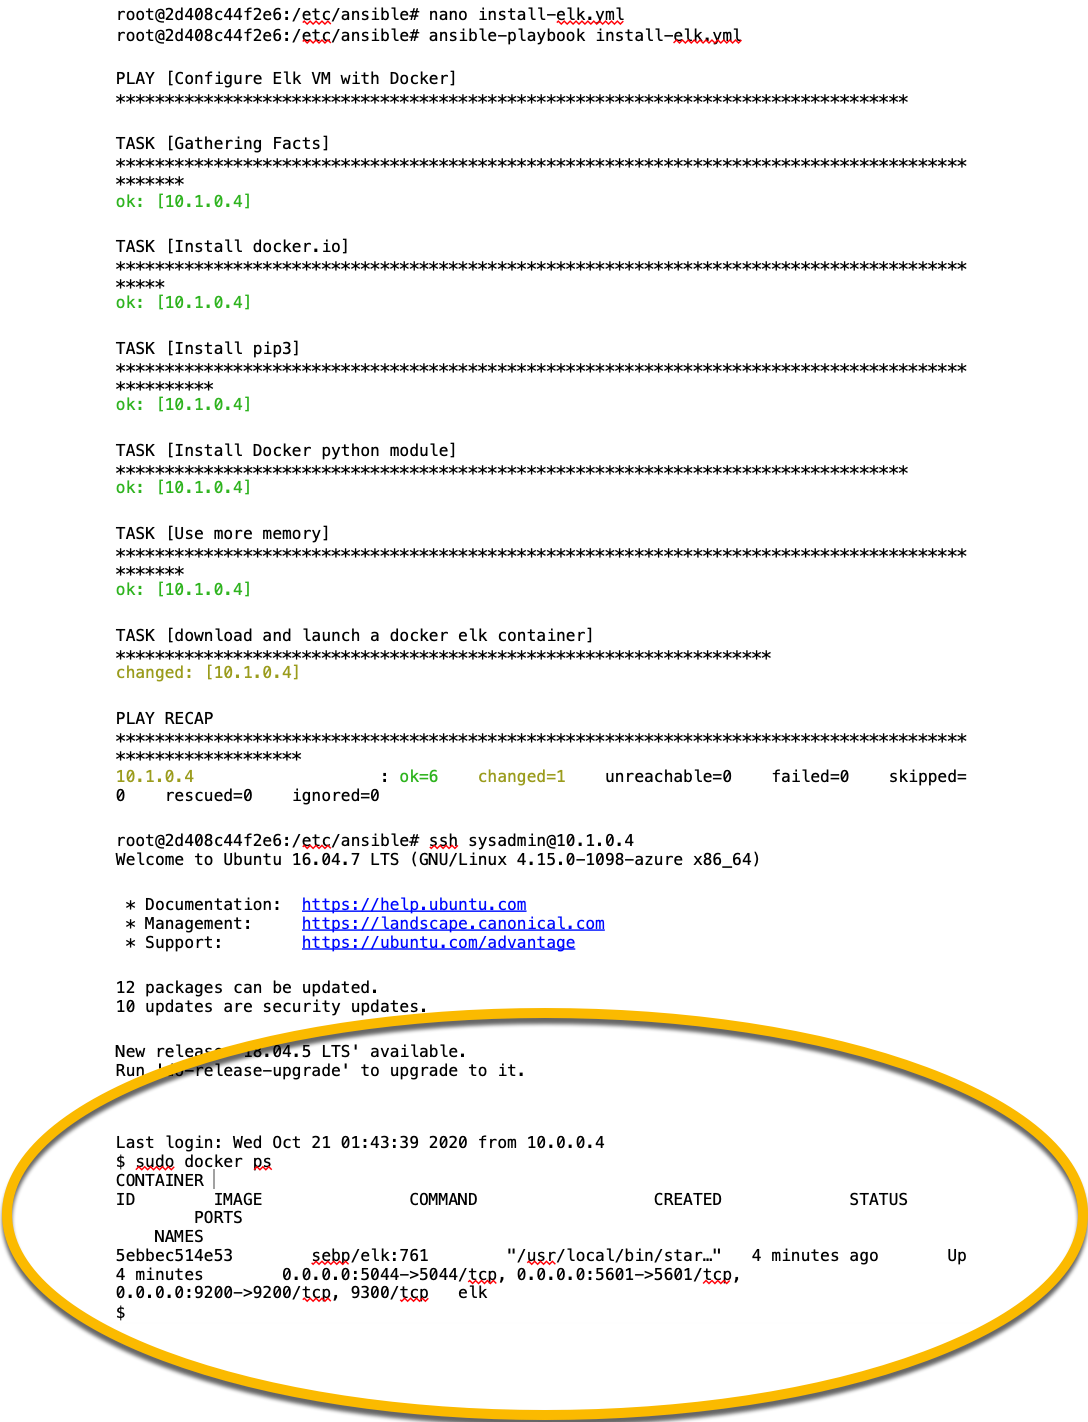 root@2d408c44f2e6:/etc/ansible# nano install-elk.yml
root@2d408c44f2e6:/etc/ansible# ansible-playbook install-elk.yml
PLAY [Configure Elk VM with Docker]
*********************************************************************************
TASK [Gathering Facts]
***************************************************************************************
*******
ok: [10.1.0.4]
TASK [Install docker.io]
***************************************************************************************
*****
ok: [10.1.0.4]
TASK [Install pip3]
***************************************************************************************
**********
ok: [10.1.0.4]
TASK [Install Docker python module]
*********************************************************************************
ok: [10.1.0.4]
TASK [Use more memory]
***************************************************************************************
*******
ok: [10.1.0.4]
TASK [download and launch a docker elk container]
*******************************************************************
changed: [10.1.0.4]
PLAY RECAP
***************************************************************************************
*******************
10.1.0.4                   : ok=6    changed=1    unreachable=0    failed=0    skipped=
0    rescued=0    ignored=0
root@2d408c44f2e6:/etc/ansible# ssh sysadmin@10.1.0.4
Welcome to Ubuntu 16.04.7 LTS (GNU/Linux 4.15.0-1098-azure x86_64)
 * Documentation:  https://help.ubuntu.com
 * Management:     https://landscape.canonical.com
 * Support:        https://ubuntu.com/advantage
12 packages can be updated.
10 updates are security updates.
New release '18.04.5 LTS' available.
Run 'do-release-upgrade' to upgrade to it.
Last login: Wed Oct 21 01:43:39 2020 from 10.0.0.4
$ sudo docker ps
CONTAINER
ID        IMAGE               COMMAND                  CREATED             STATUS
        PORTS
    NAMES
5ebbec514e53        sebp/elk:761        "/usr/local/bin/star…"   4 minutes ago       Up
4 minutes        0.0.0.0:5044->5044/tcp, 0.0.0.0:5601->5601/tcp,
0.0.0.0:9200->9200/tcp, 9300/tcp   elk
$